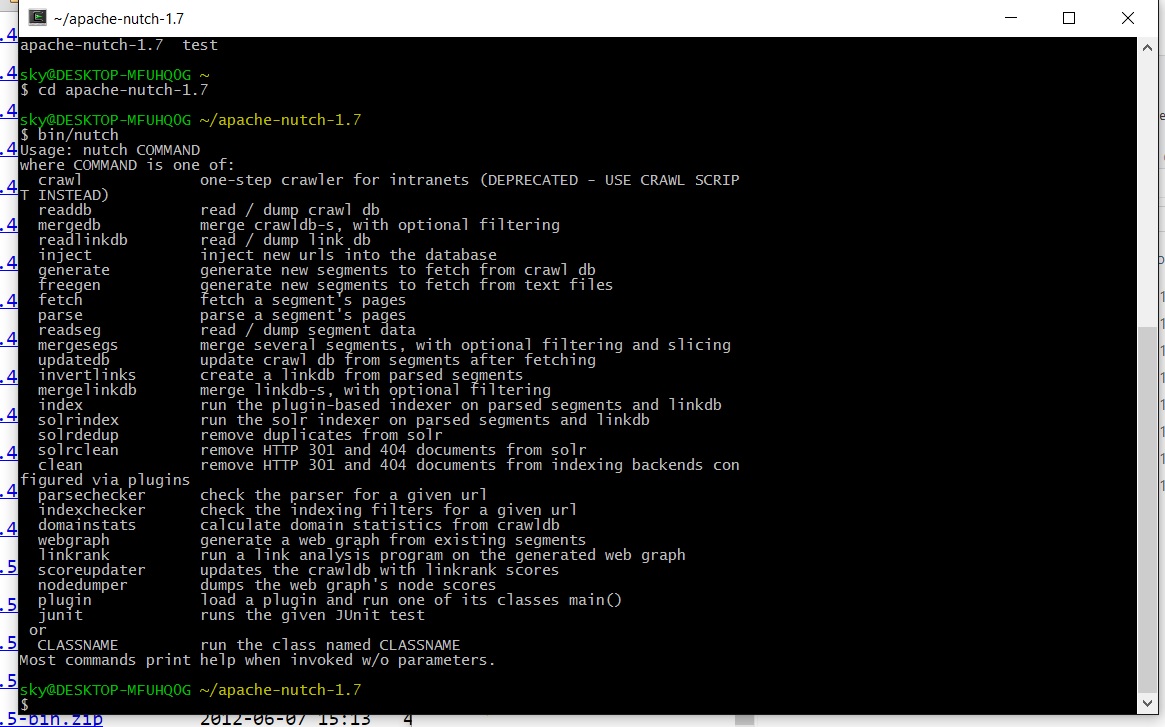 ~/apache-nutch-1.7
apache-nutch-1.7  test
sky@DESKTOP-MFUHQOG ~
$ cd apache-nutch-1.7
sky@DESKTOP-MFUHQOG ~/apache-nutch-1.7
$ bin/nutch
Usage: nutch COMMAND
where COMMAND is one of:
  crawl             one-step crawler for intranets (DEPRECATED - USE CRAWL SCRIP
T INSTEAD)
  readdb            read / dump crawl db
  mergedb           merge crawldb-s, with optional filtering
  readlinkdb        read / dump link db
  inject            inject new urls into the database
  generate          generate new segments to fetch from crawl db
  freegen           generate new segments to fetch from text files
  fetch             fetch a segment's pages
  parse             parse a segment's pages
  readseg           read / dump segment data
  mergesegs         merge several segments, with optional filtering and slicing
  updatedb          update crawl db from segments after fetching
  invertlinks       create a linkdb from parsed segments
  mergelinkdb       merge linkdb-s, with optional filtering
  index             run the plugin-based indexer on parsed segments and linkdb
  solrindex         run the solr indexer on parsed segments and linkdb
  solrdedup         remove duplicates from solr
  solrclean         remove HTTP 301 and 404 documents from solr
  clean             remove HTTP 301 and 404 documents from indexing backends con
figured via plugins
  parsechecker      check the parser for a given url
  indexchecker      check the indexing filters for a given url
  domainstats       calculate domain statistics from crawldb
  webgraph          generate a web graph from existing segments
  linkrank          run a link analysis program on the generated web graph
  scoreupdater      updates the crawldb with linkrank scores
  nodedumper        dumps the web graph's node scores
  plugin            load a plugin and run one of its classes main()
  junit             runs the given JUnit test
 or
  CLASSNAME         run the class named CLASSNAME
Most commands print help when invoked w/o parameters.
sky@DESKTOP-MFUHQOG ~/apache-nutch-1.7
$
.5-bin.zip          2012-06-07 15:13   4